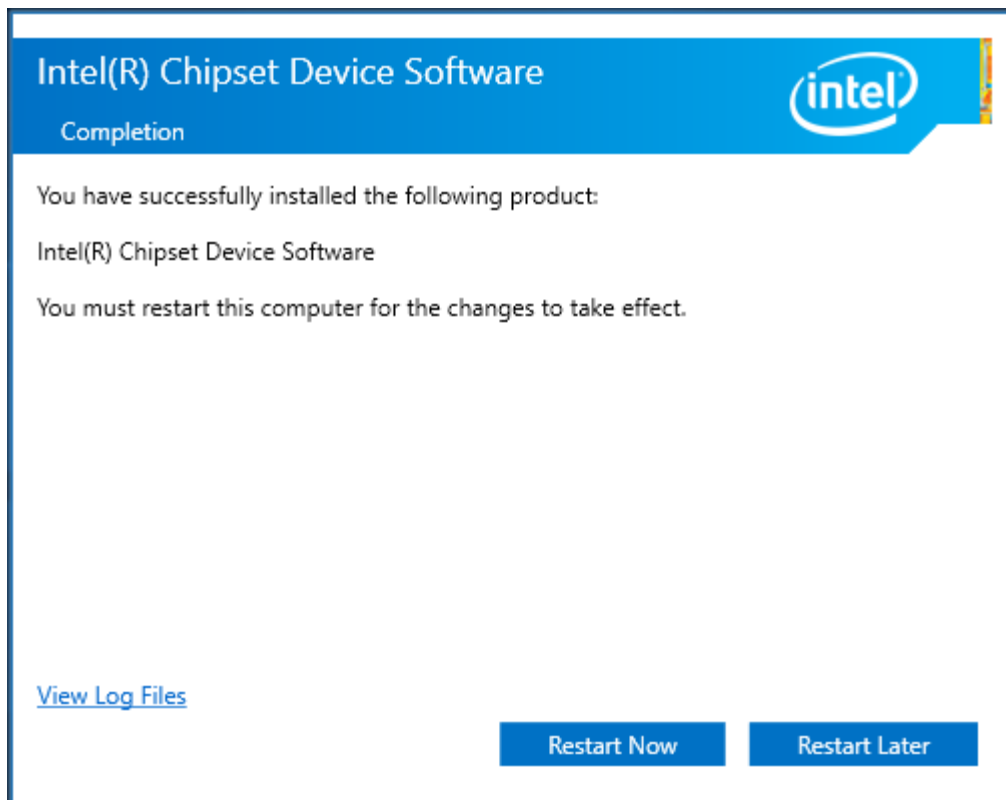 Intel(R) Chipset Device Software
intel
Completion
You have successfully installed the following product:
Intel(R) Chipset Device Software
You must restart this computer for the changes to take effect.
View Log Files
Restart Now
Restart Later